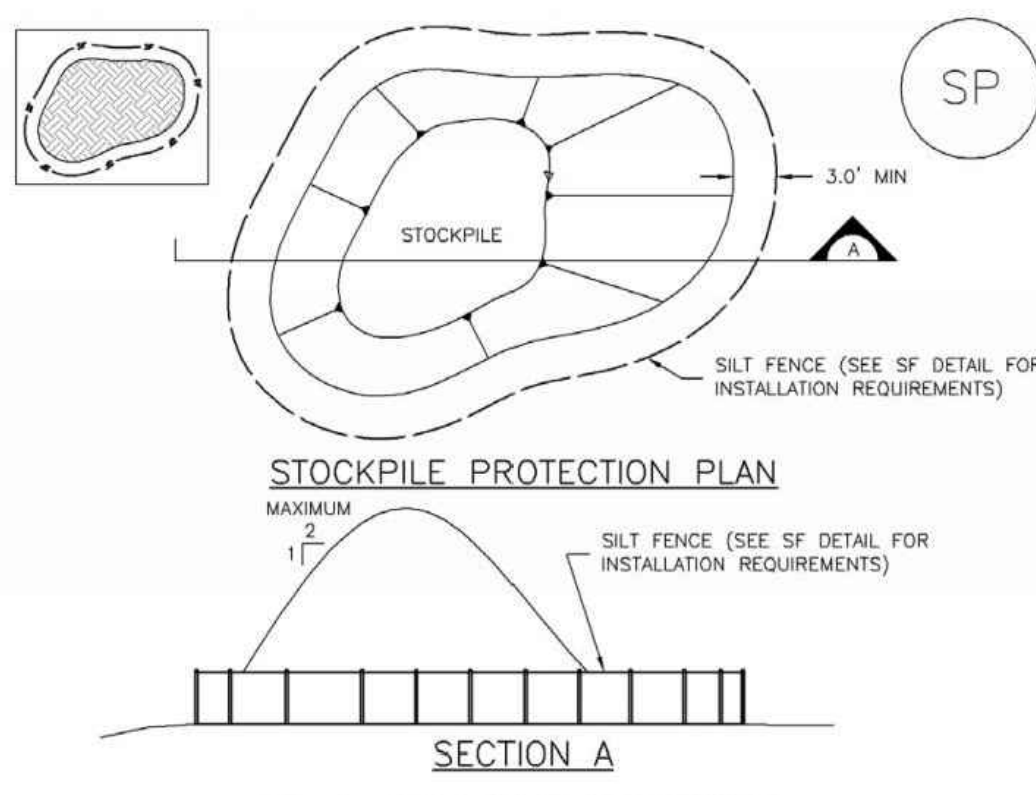 SP
3.0' MIN
STOCKPILE
A
SILT FENCE (SEE SF DETAIL FOR
INSTALLATION REQUIREMENTS)
STOCKPILE PROTECTION PLAN
MAXIMUM
2
1
SILT FENCE (SEE SF DETAIL FOR
INSTALLATION REQUIREMENTS)
SECTION A